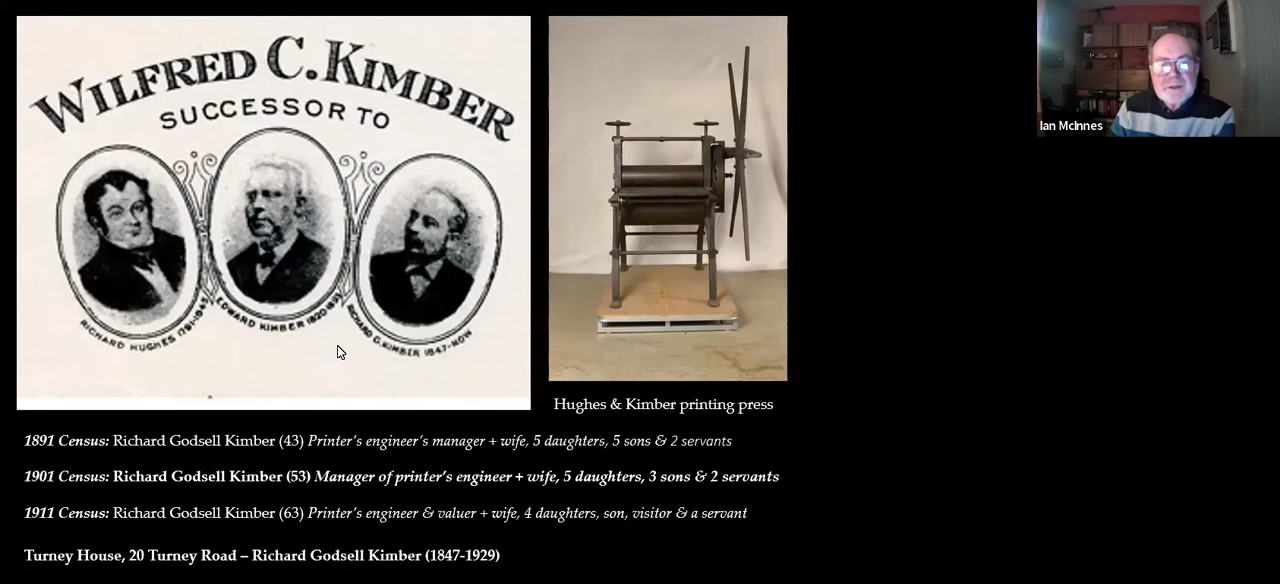 WILFRED C. KIMBER
SUCCESSOR TO
RICHARD HUGHES 1791-1845
EDWARD KIMBER 1820
RICHARD G. KIMBER 1847-NOW
Hughes & Kimber printing press
Ian McInnes
1891 Census: Richard Godsell Kimber (43) Printer's engineer's manager + wife, 5 daughters, 5 sons & 2 servants
1901 Census: Richard Godsell Kimber (53) Manager of printer's engineer + wife, 5 daughters, 3 sons & 2 servants
1911 Census: Richard Godsell Kimber (63) Printer's engineer & valuer + wife, 4 daughters, son, visitor & a servant
Turney House, 20 Turney Road – Richard Godsell Kimber (1847-1929)